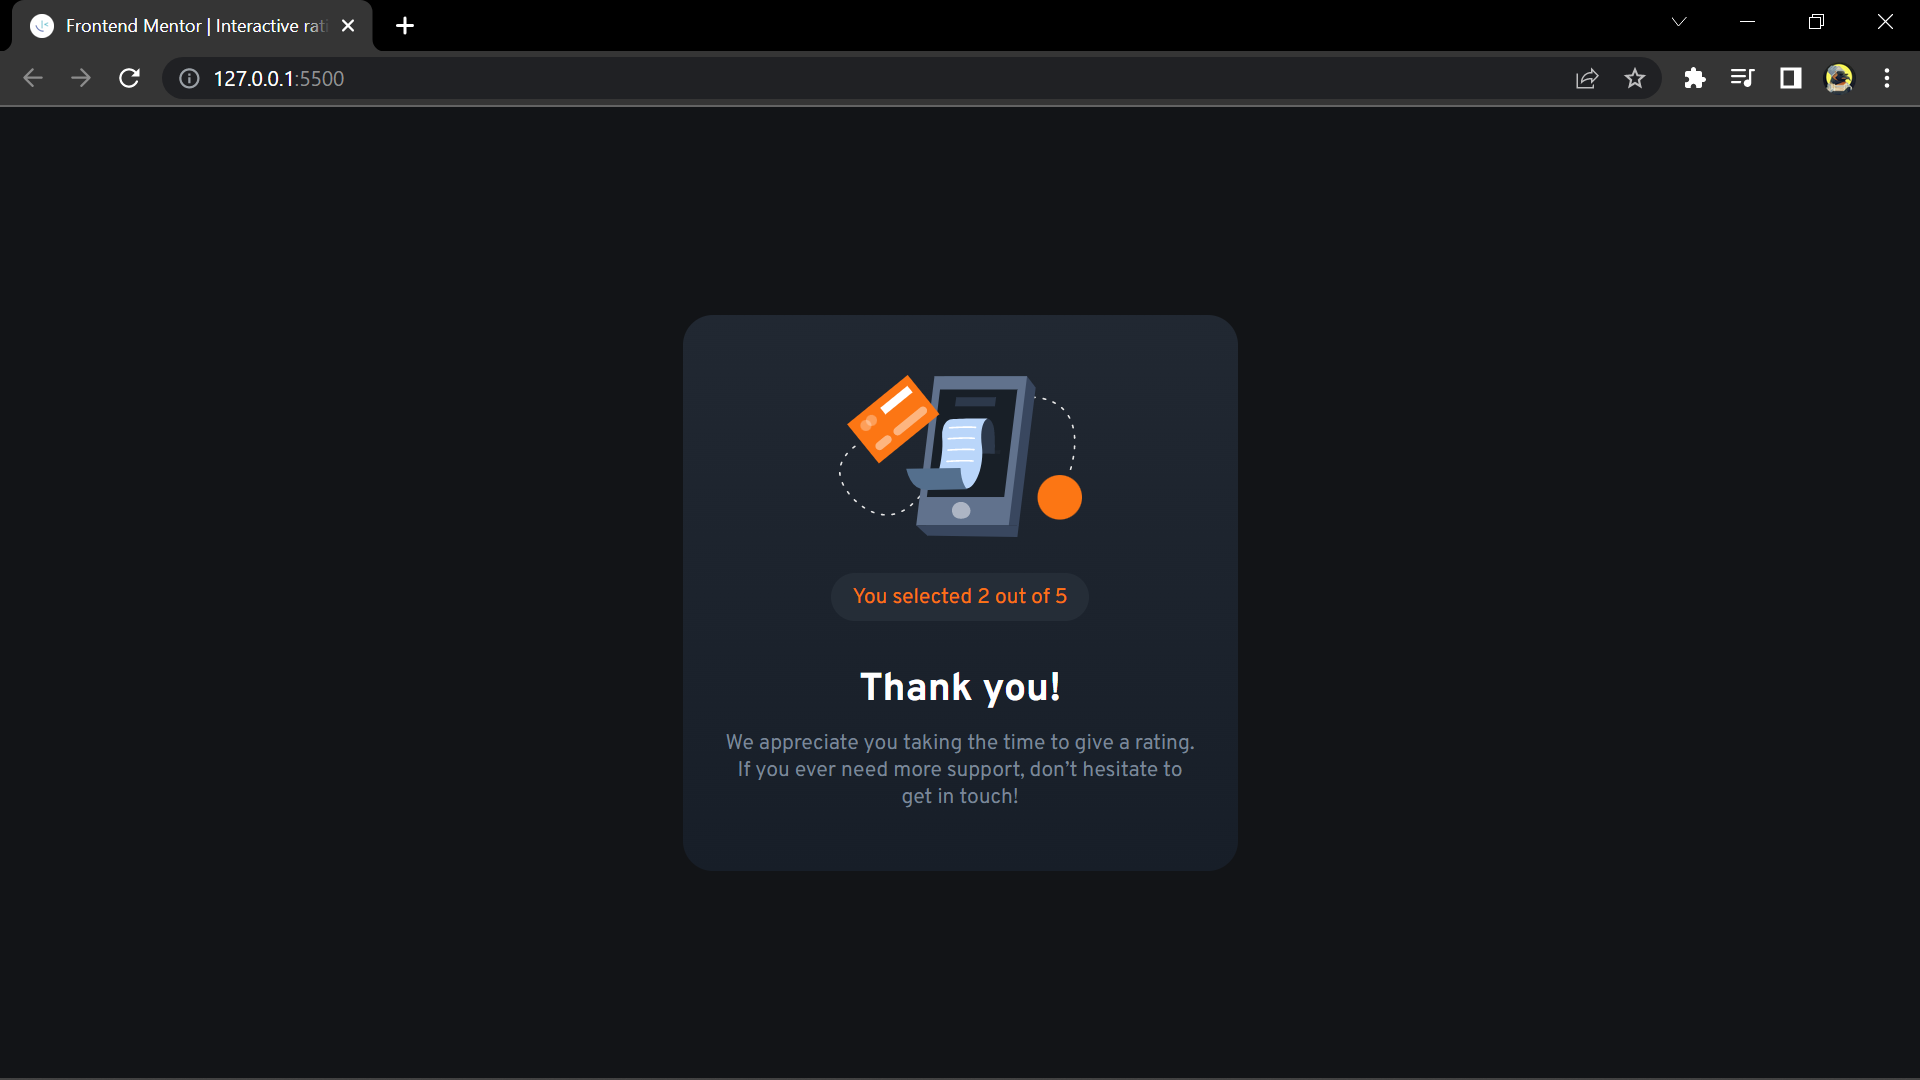 Frontend Mentor | Interactive rati
127.0.0.1:5500
You selected 2 out of 5
Thank you!
We appreciate you taking the time to give a rating.
If you ever need more support, don’t hesitate to
get in touch!